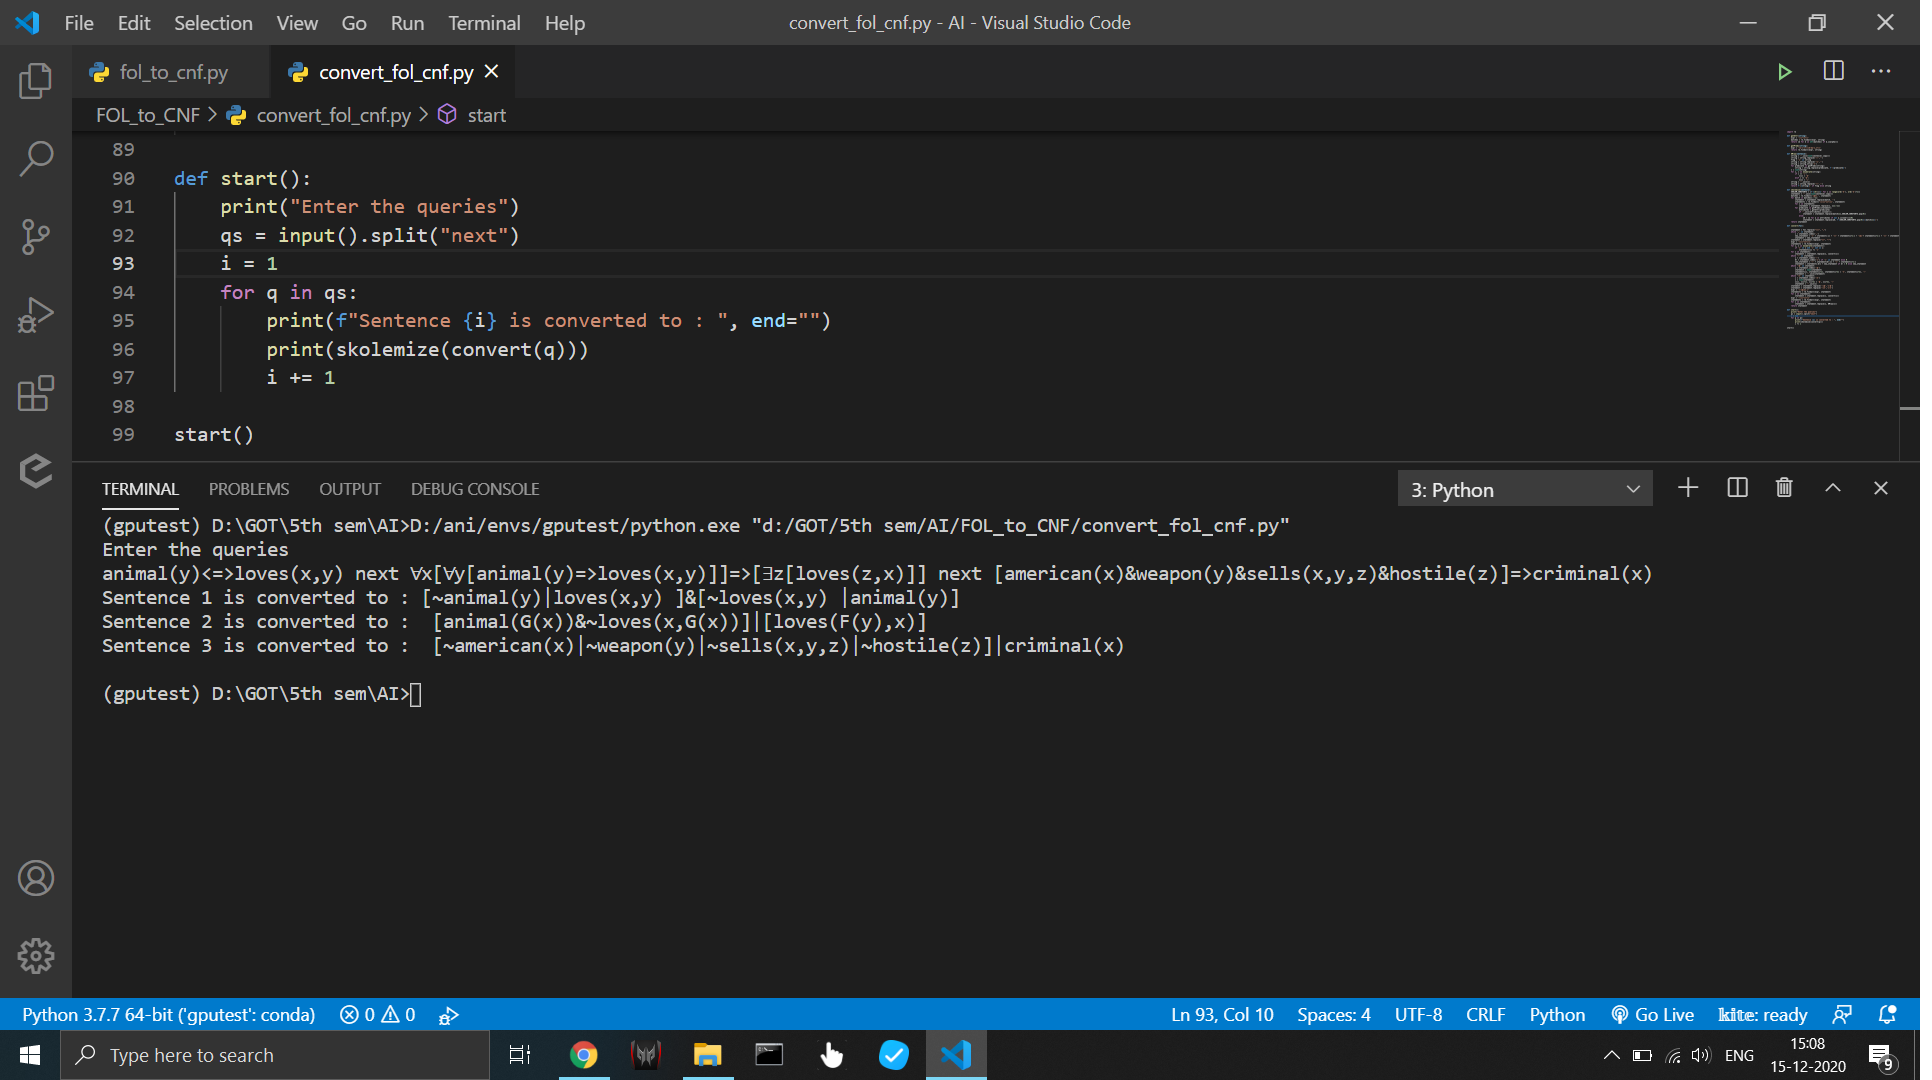 File Edit Selection View Go Run Terminal Help
convert_fol_cnf.py - AI - Visual Studio Code
fol_to_cnf.py
convert_fol_cnf.py
FOL_to_CNF > convert_fol_cnf.py > start
89
90 def start():
91 print("Enter the queries")
92 qs = input().split("next")
93 i = 1
94 for q in qs:
95 print(f"Sentence {i} is converted to : ", end="")
96 print(skolemize(convert(q)))
97 i += 1
98
99 start()
TERMINAL PROBLEMS OUTPUT DEBUG CONSOLE
3: Python
(gputest) D:\GOT\5th sem\AI>D:/ani/envs/gputest/python.exe "d:/GOT/5th sem/AI/FOL_to_CNF/convert_fol_cnf.py"
Enter the queries
animal(y)<=>loves(x,y) next ∀x[∀y[animal(y)=>loves(x,y)]]=>[∃z[loves(z,x)]] next [american(x)&weapon(y)&sells(x,y,z)&hostile(z)]=>criminal(x)
Sentence 1 is converted to : [~animal(y)|loves(x,y) ]&[~loves(x,y) |animal(y)]
Sentence 2 is converted to :  [animal(G(x))&~loves(x,G(x))]|[loves(F(y),x)]
Sentence 3 is converted to :  [~american(x)|~weapon(y)|~sells(x,y,z)|~hostile(z)]|criminal(x)
(gputest) D:\GOT\5th sem\AI>
Python 3.7.7 64-bit ('gputest': conda) 0 0
Ln 93, Col 10 Spaces: 4 UTF-8 CRLF Python Go Live kite: ready
Type here to search
ENG
15:08
15-12-2020
9